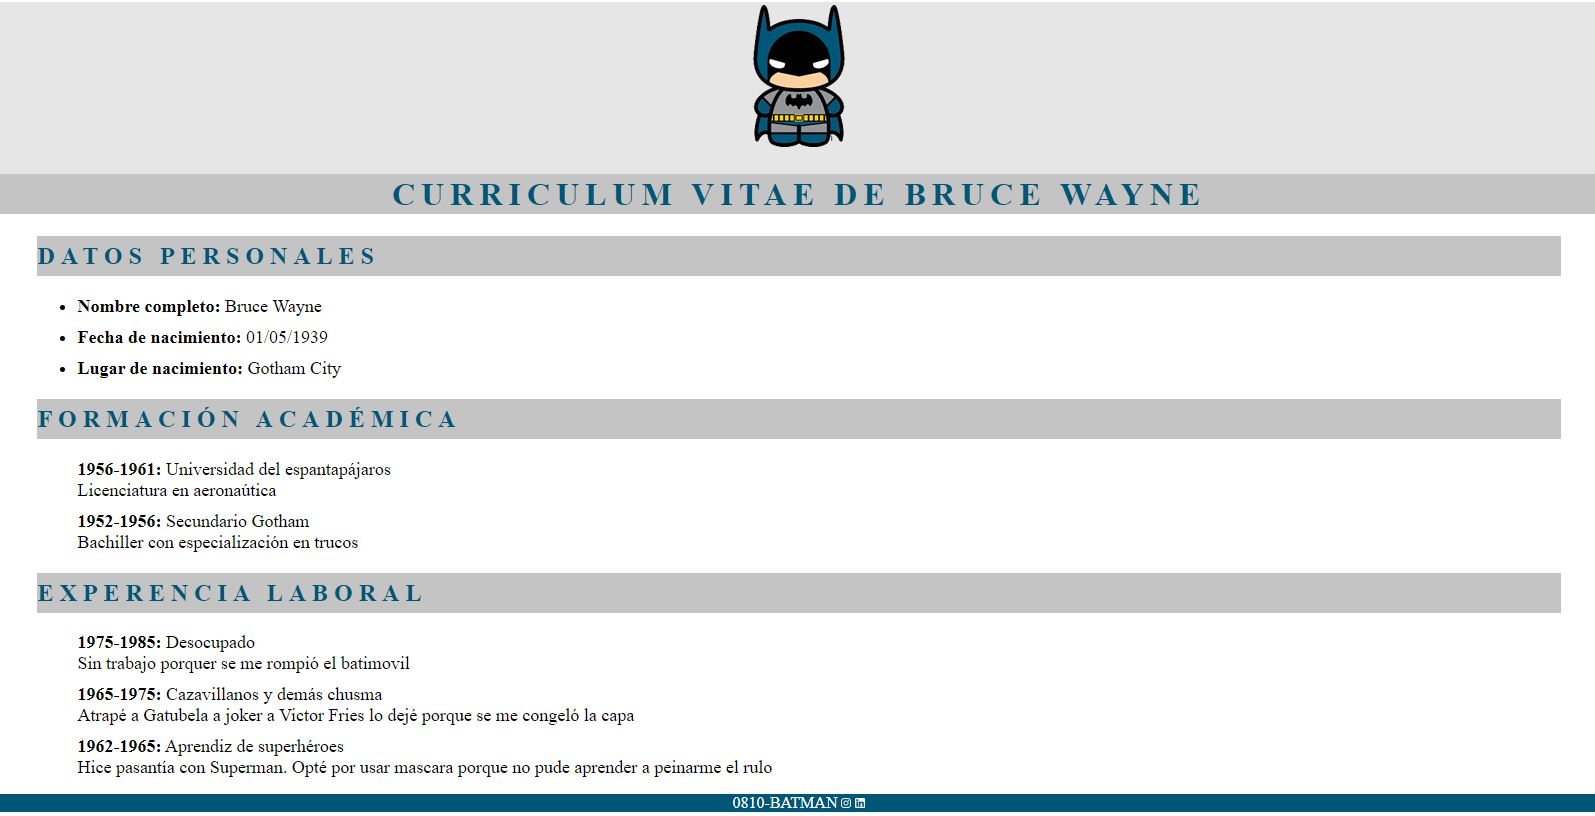 CURRICULUM VITAE DE BRUCE WAYNE
DATOS PERSONALES
Nombre completo: Bruce Wayne
Fecha de nacimiento: 01/05/1939
Lugar de nacimiento: Gotham City
FORMACIÓN ACADÉMICA
1956-1961: Universidad del espantapájaros
Licenciatura en aeronaútica
1952-1956: Secundario Gotham
Bachiller con especialización en trucos
EXPERENCIA LABORAL
1975-1985: Desocupado
Sin trabajo porquer se me rompió el batimovil
1965-1975: Cazavillanos y demás chusma
Atrapé a Gatubela a joker a Victor Fries lo dejé porque se me congeló la capa
1962-1965: Aprendiz de superhéroes
Hice pasantía con Superman. Opté por usar mascara porque no pude aprender a peinarme el rulo
0810-BATMAN